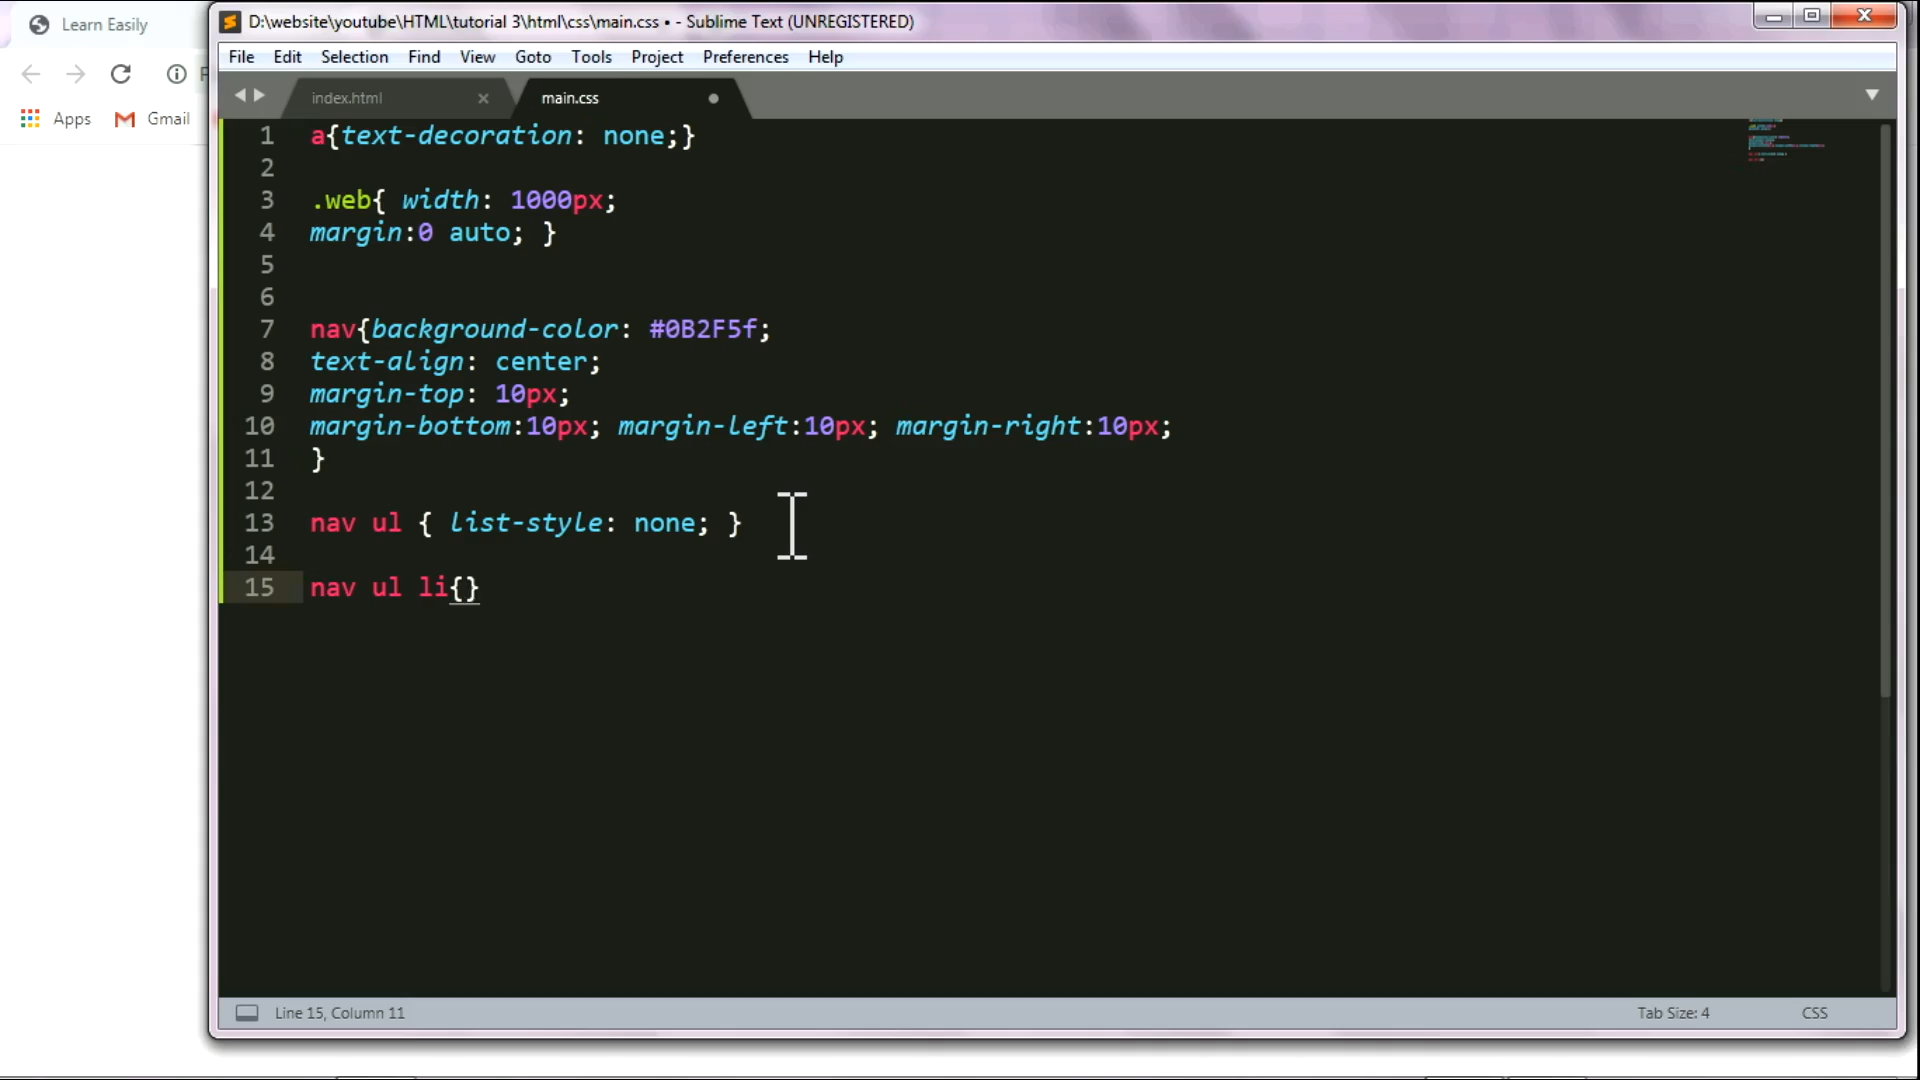 Learn Easily
D:\website\youtube\HTML\tutorial 3\html\css\main.css • - Sublime Text (UNREGISTERED)
File Edit Selection Find View Goto Tools Project Preferences Help
Apps Gmail
index.html main.css
1 a{text-decoration: none;}
2
3 .web{ width: 1000px;
4 margin:0 auto; }
5
6
7 nav{background-color: #0B2F5f;
8 text-align: center;
9 margin-top: 10px;
10 margin-bottom:10px; margin-left:10px; margin-right:10px;
11 }
12
13 nav ul { list-style: none; }
14
15 nav ul li{}
Line 15, Column 11 Tab Size: 4 CSS